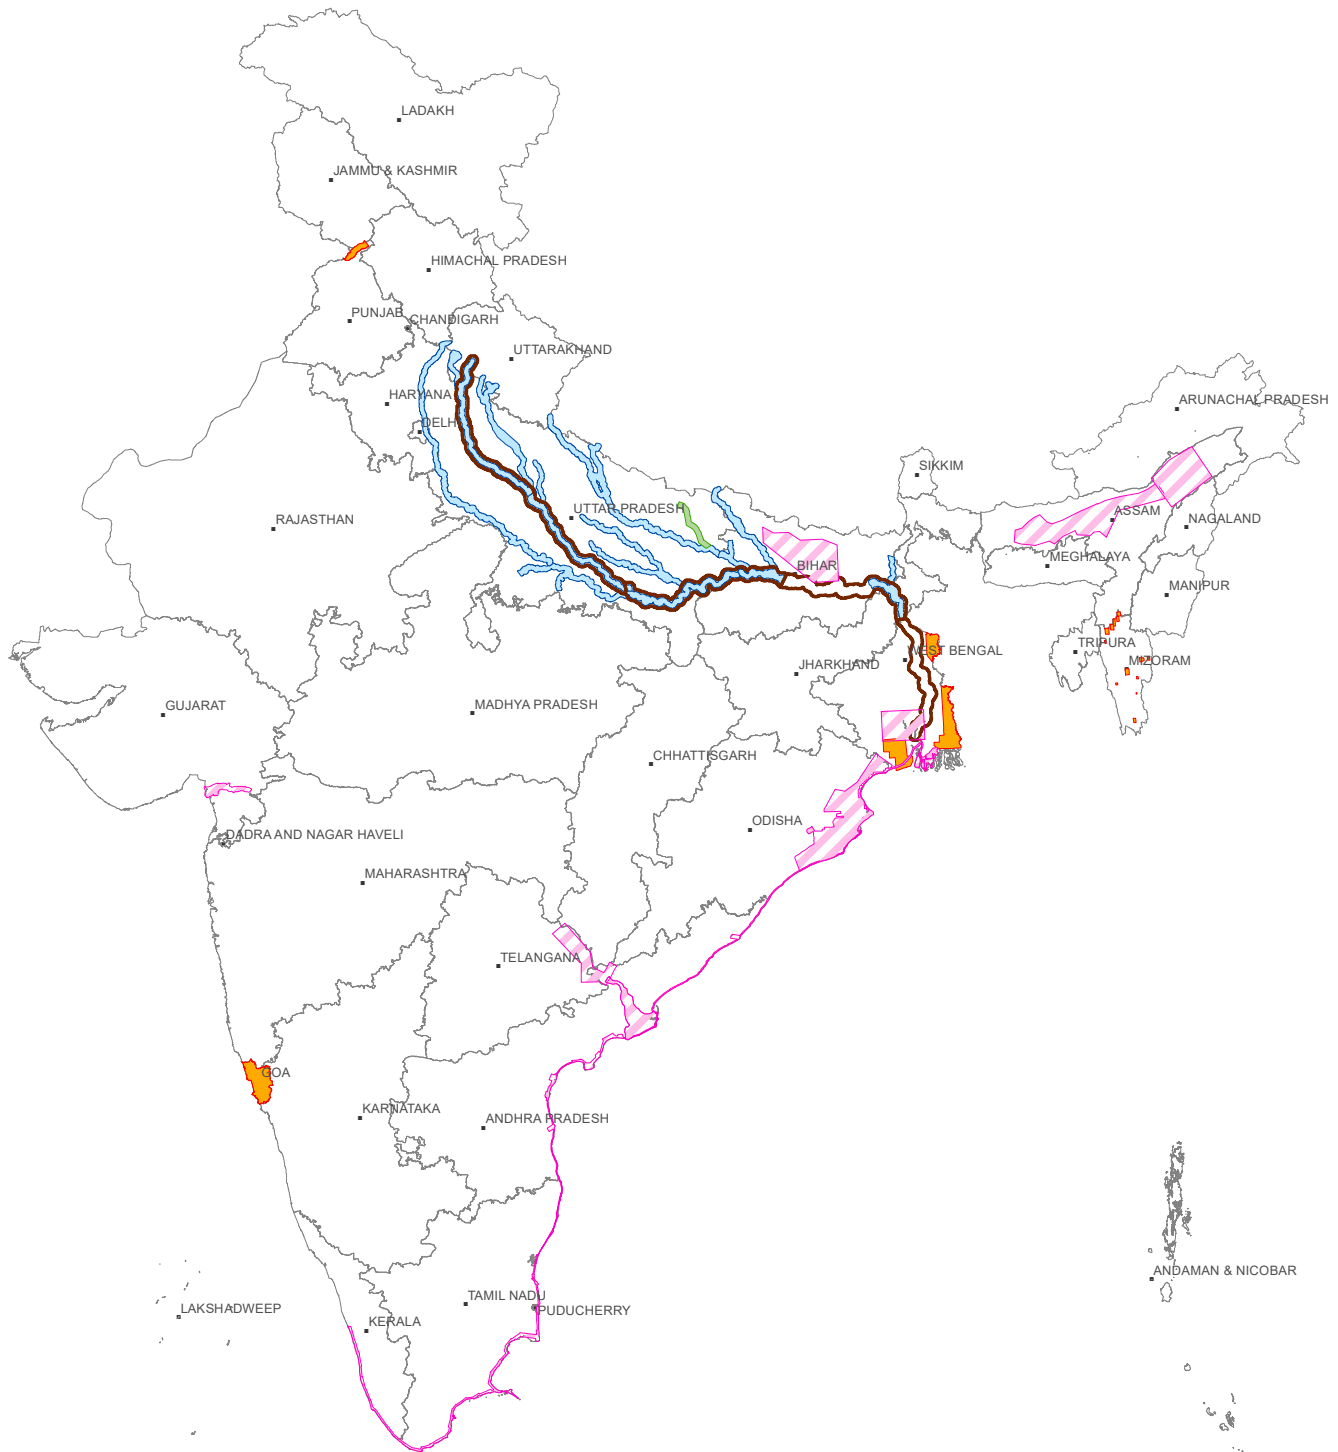 LADAKH
JAMMU & KASHMIR
HIMACHAL PRADESH
PUNJAB
CHANDIGARH
UTTARAKHAND
HARYANA
DELHI
ARUNACHAL PRADESH
SIKKIM
RAJASTHAN
UTTAR PRADESH
ASSAM
NAGALAND
MEGHALAYA
BIHAR
MANIPUR
TRIPURA
MIZORAM
WEST BENGAL
JHARKHAND
GUJARAT
MADHYA PRADESH
CHHATTISGARH
ODISHA
DADRA AND NAGAR HAVELI
MAHARASHTRA
TELANGANA
GOA
KARNATAKA
ANDHRA PRADESH
ANDAMAN & NICOBAR
LAKSHADWEEP
TAMIL NADU
PUDUCHERRY
KERALA